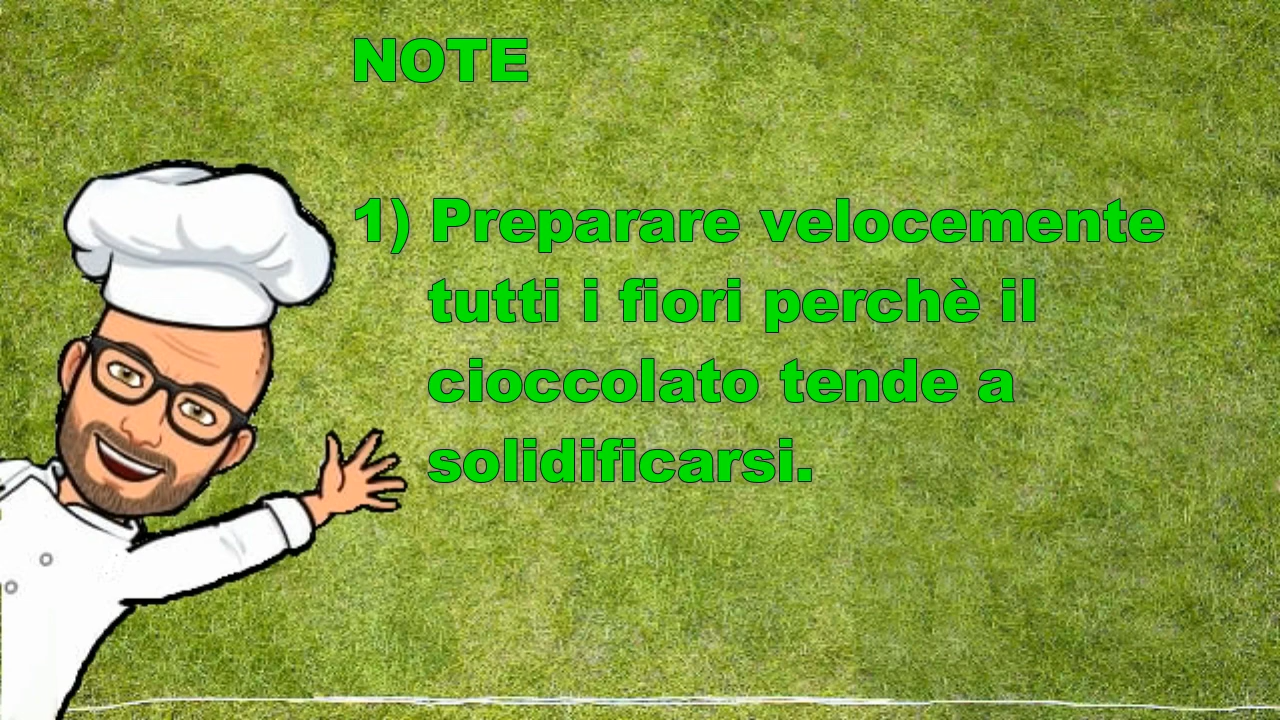 NOTE
1) Preparare velocemente
tutti i fiori perchè il
cioccolato tende a
solidificarsi.